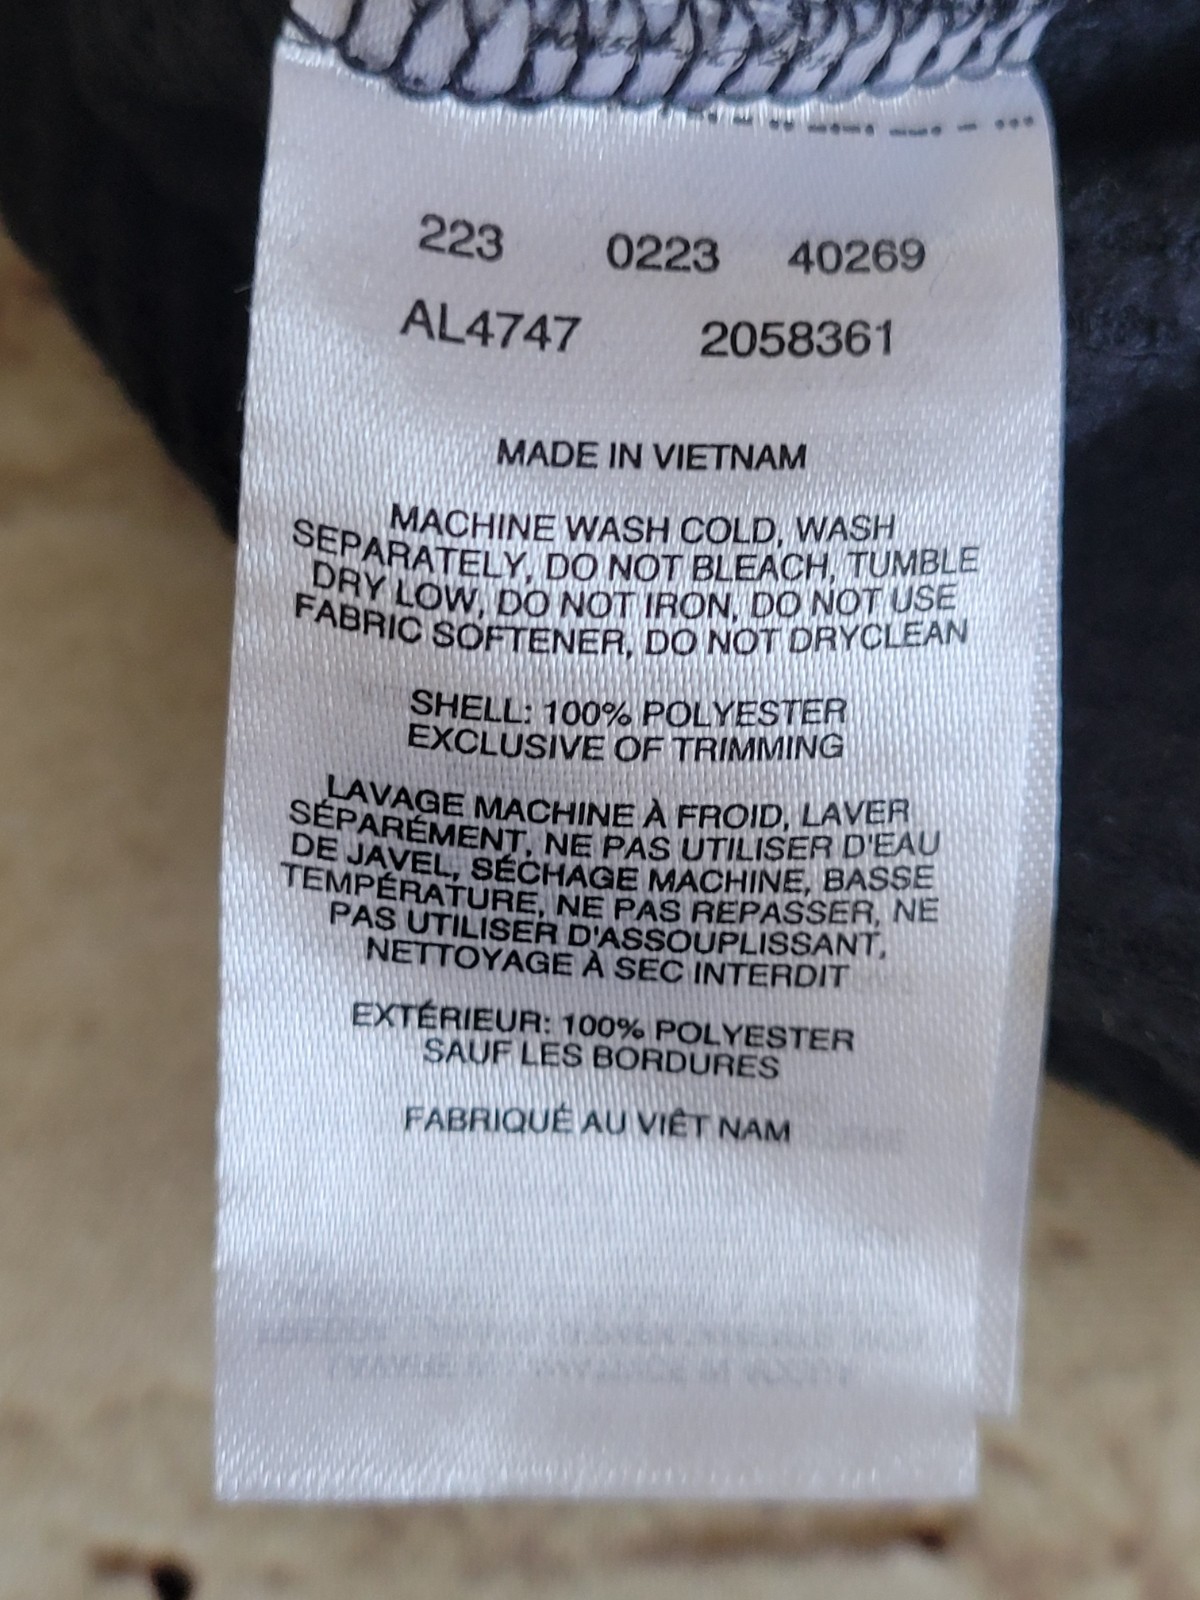 223 0223 40269
AL4747 2058361
MADE IN VIETNAM
MACHINE WASH COLD, WASH
SEPARATELY, DO NOT BLEACH, TUMBLE
DRY LOW, DO NOT IRON, DO NOT USE
FABRIC SOFTENER, DO NOT DRYCLEAN
SHELL: 100% POLYESTER
EXCLUSIVE OF TRIMMING
LAVAGE MACHINE À FROID, LAVER
SÉPARÉMENT, NE PAS UTILISER D'EAU
DE JAVEL, SÉCHAGE MACHINE, BASSE
TEMPÉRATURE, NE PAS REPASSER, NE
PAS UTILISER D'ASSOUPLISSANT,
NETTOYAGE À SEC INTERDIT
EXTÉRIEUR: 100% POLYESTER
SAUF LES BORDURES
FABRIQUÉ AU VIÊT NAM